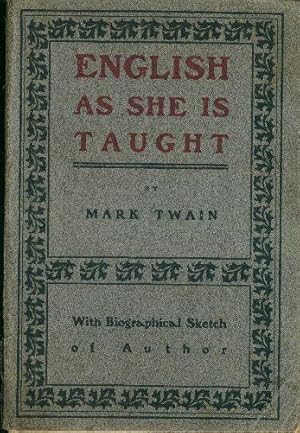 ENGLISH
AS SHE IS
TAUGHT
BY
MARK TWAIN
With Biographical Sketch
of Author